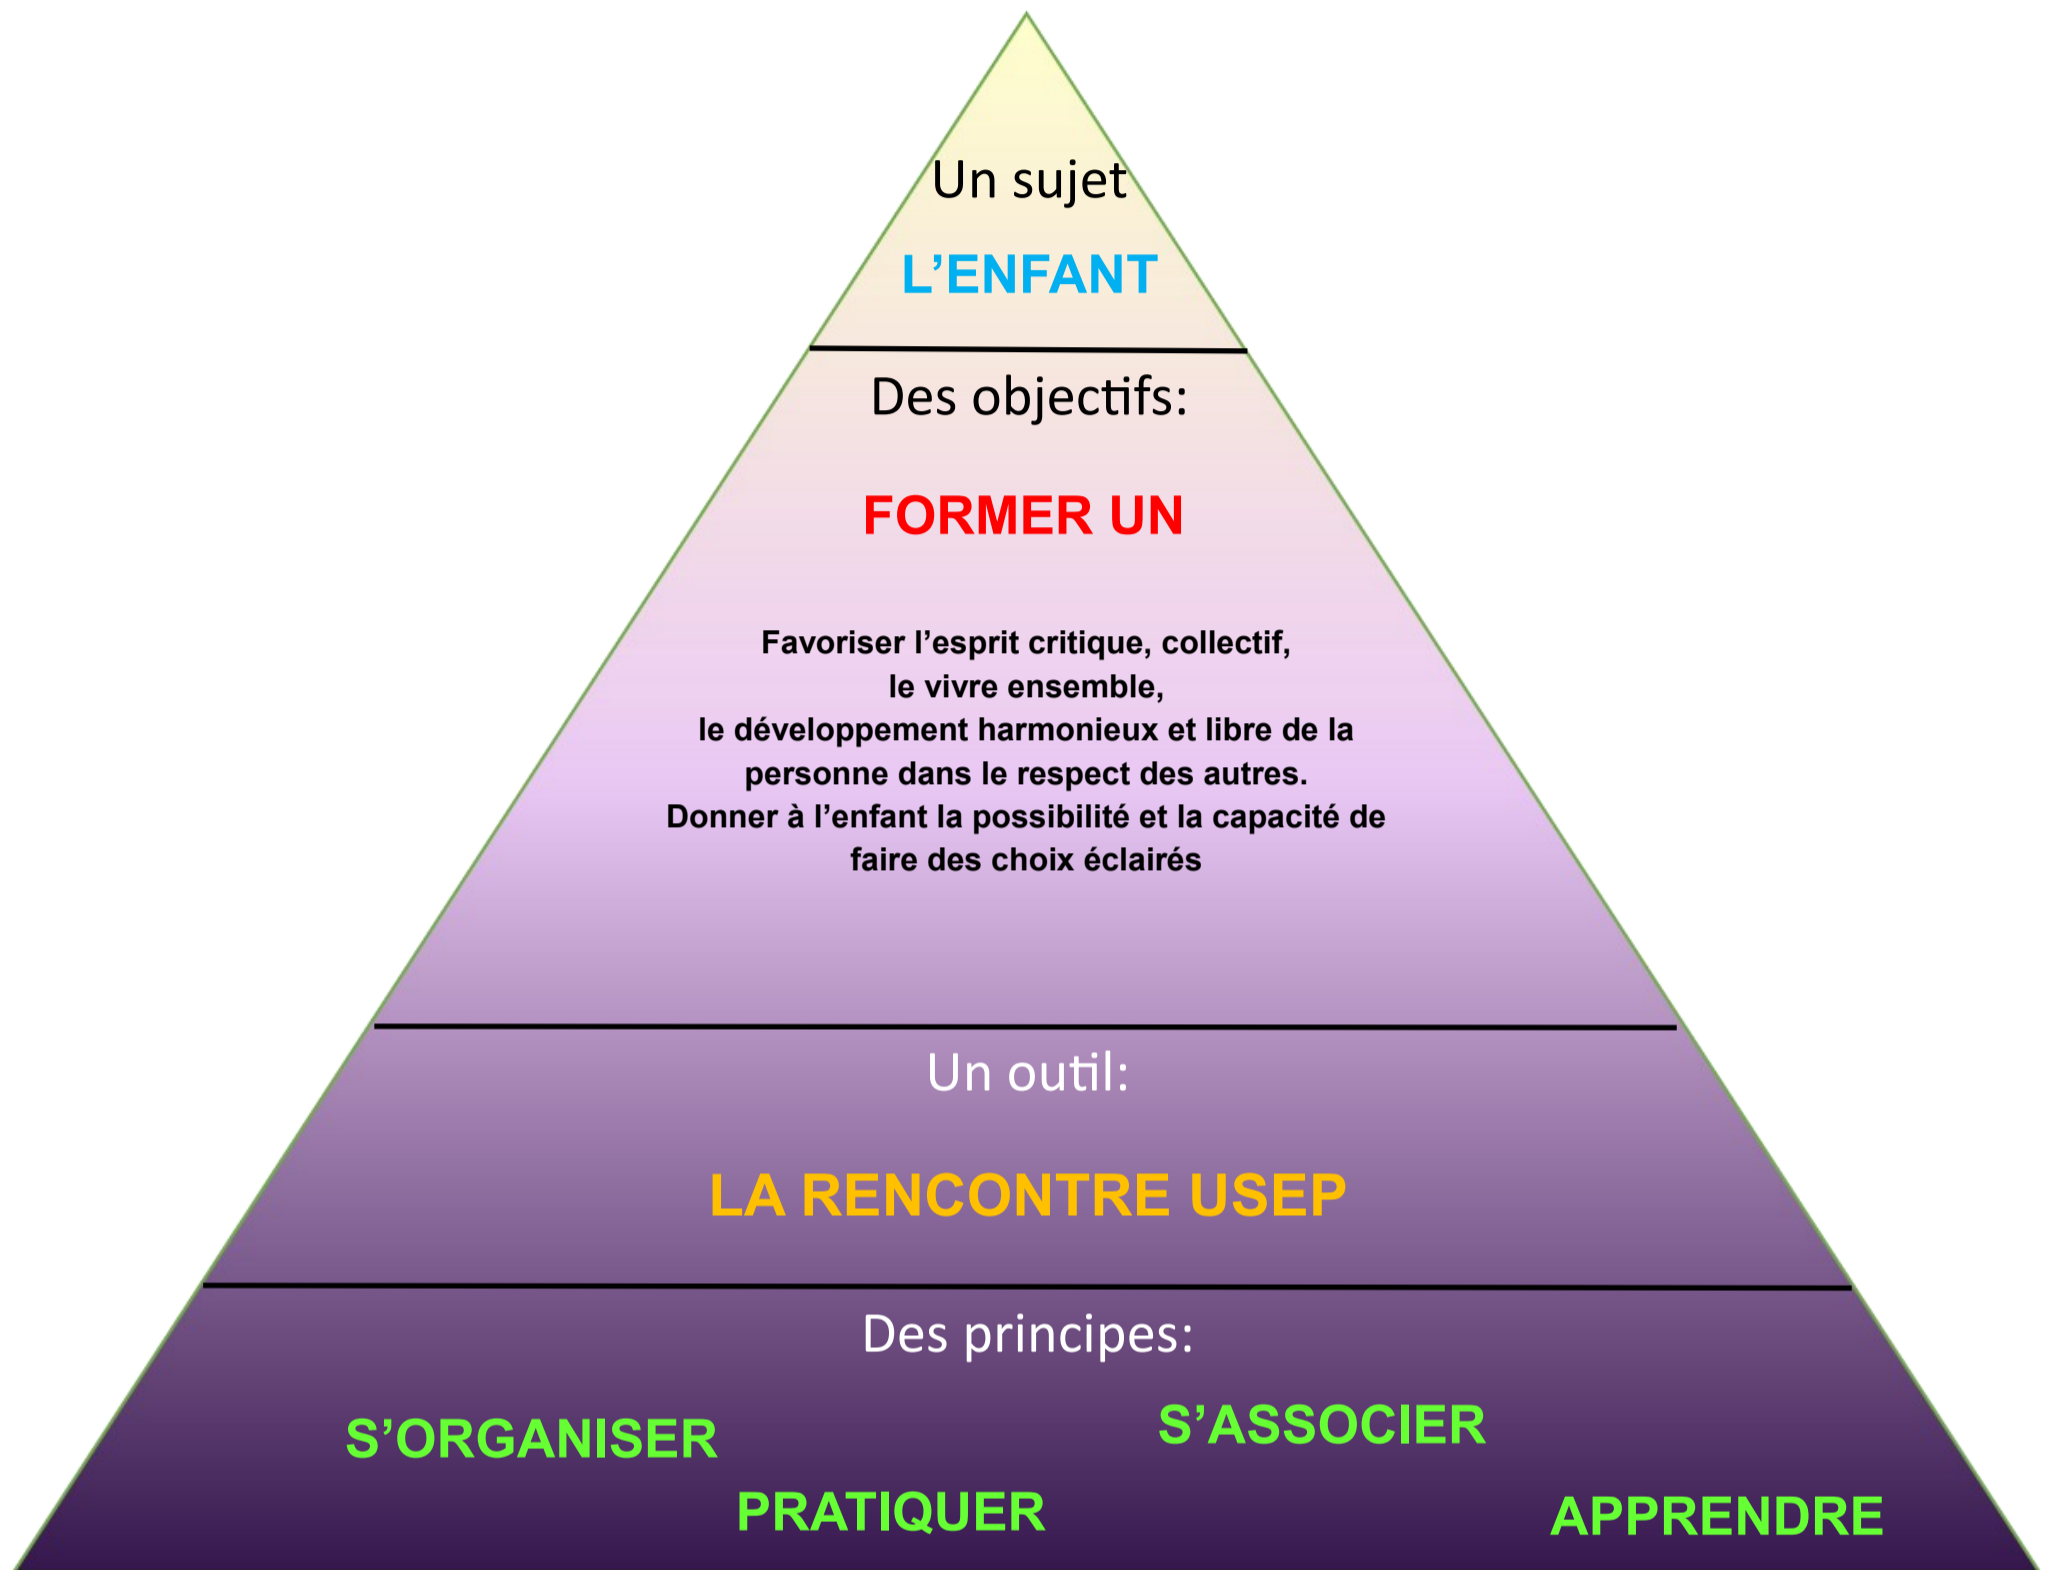 Un sujet
L’ENFANT
Des objectifs:
FORMER UN
Favoriser l’esprit critique, collectif,
le vivre ensemble,
le développement harmonieux et libre de la
personne dans le respect des autres.
Donner à l’enfant la possibilité et la capacité de
faire des choix éclairés
Un outil:
LA RENCONTRE USEP
Des principes:
S’ORGANISER
S’ASSOCIER
PRATIQUER
APPRENDRE